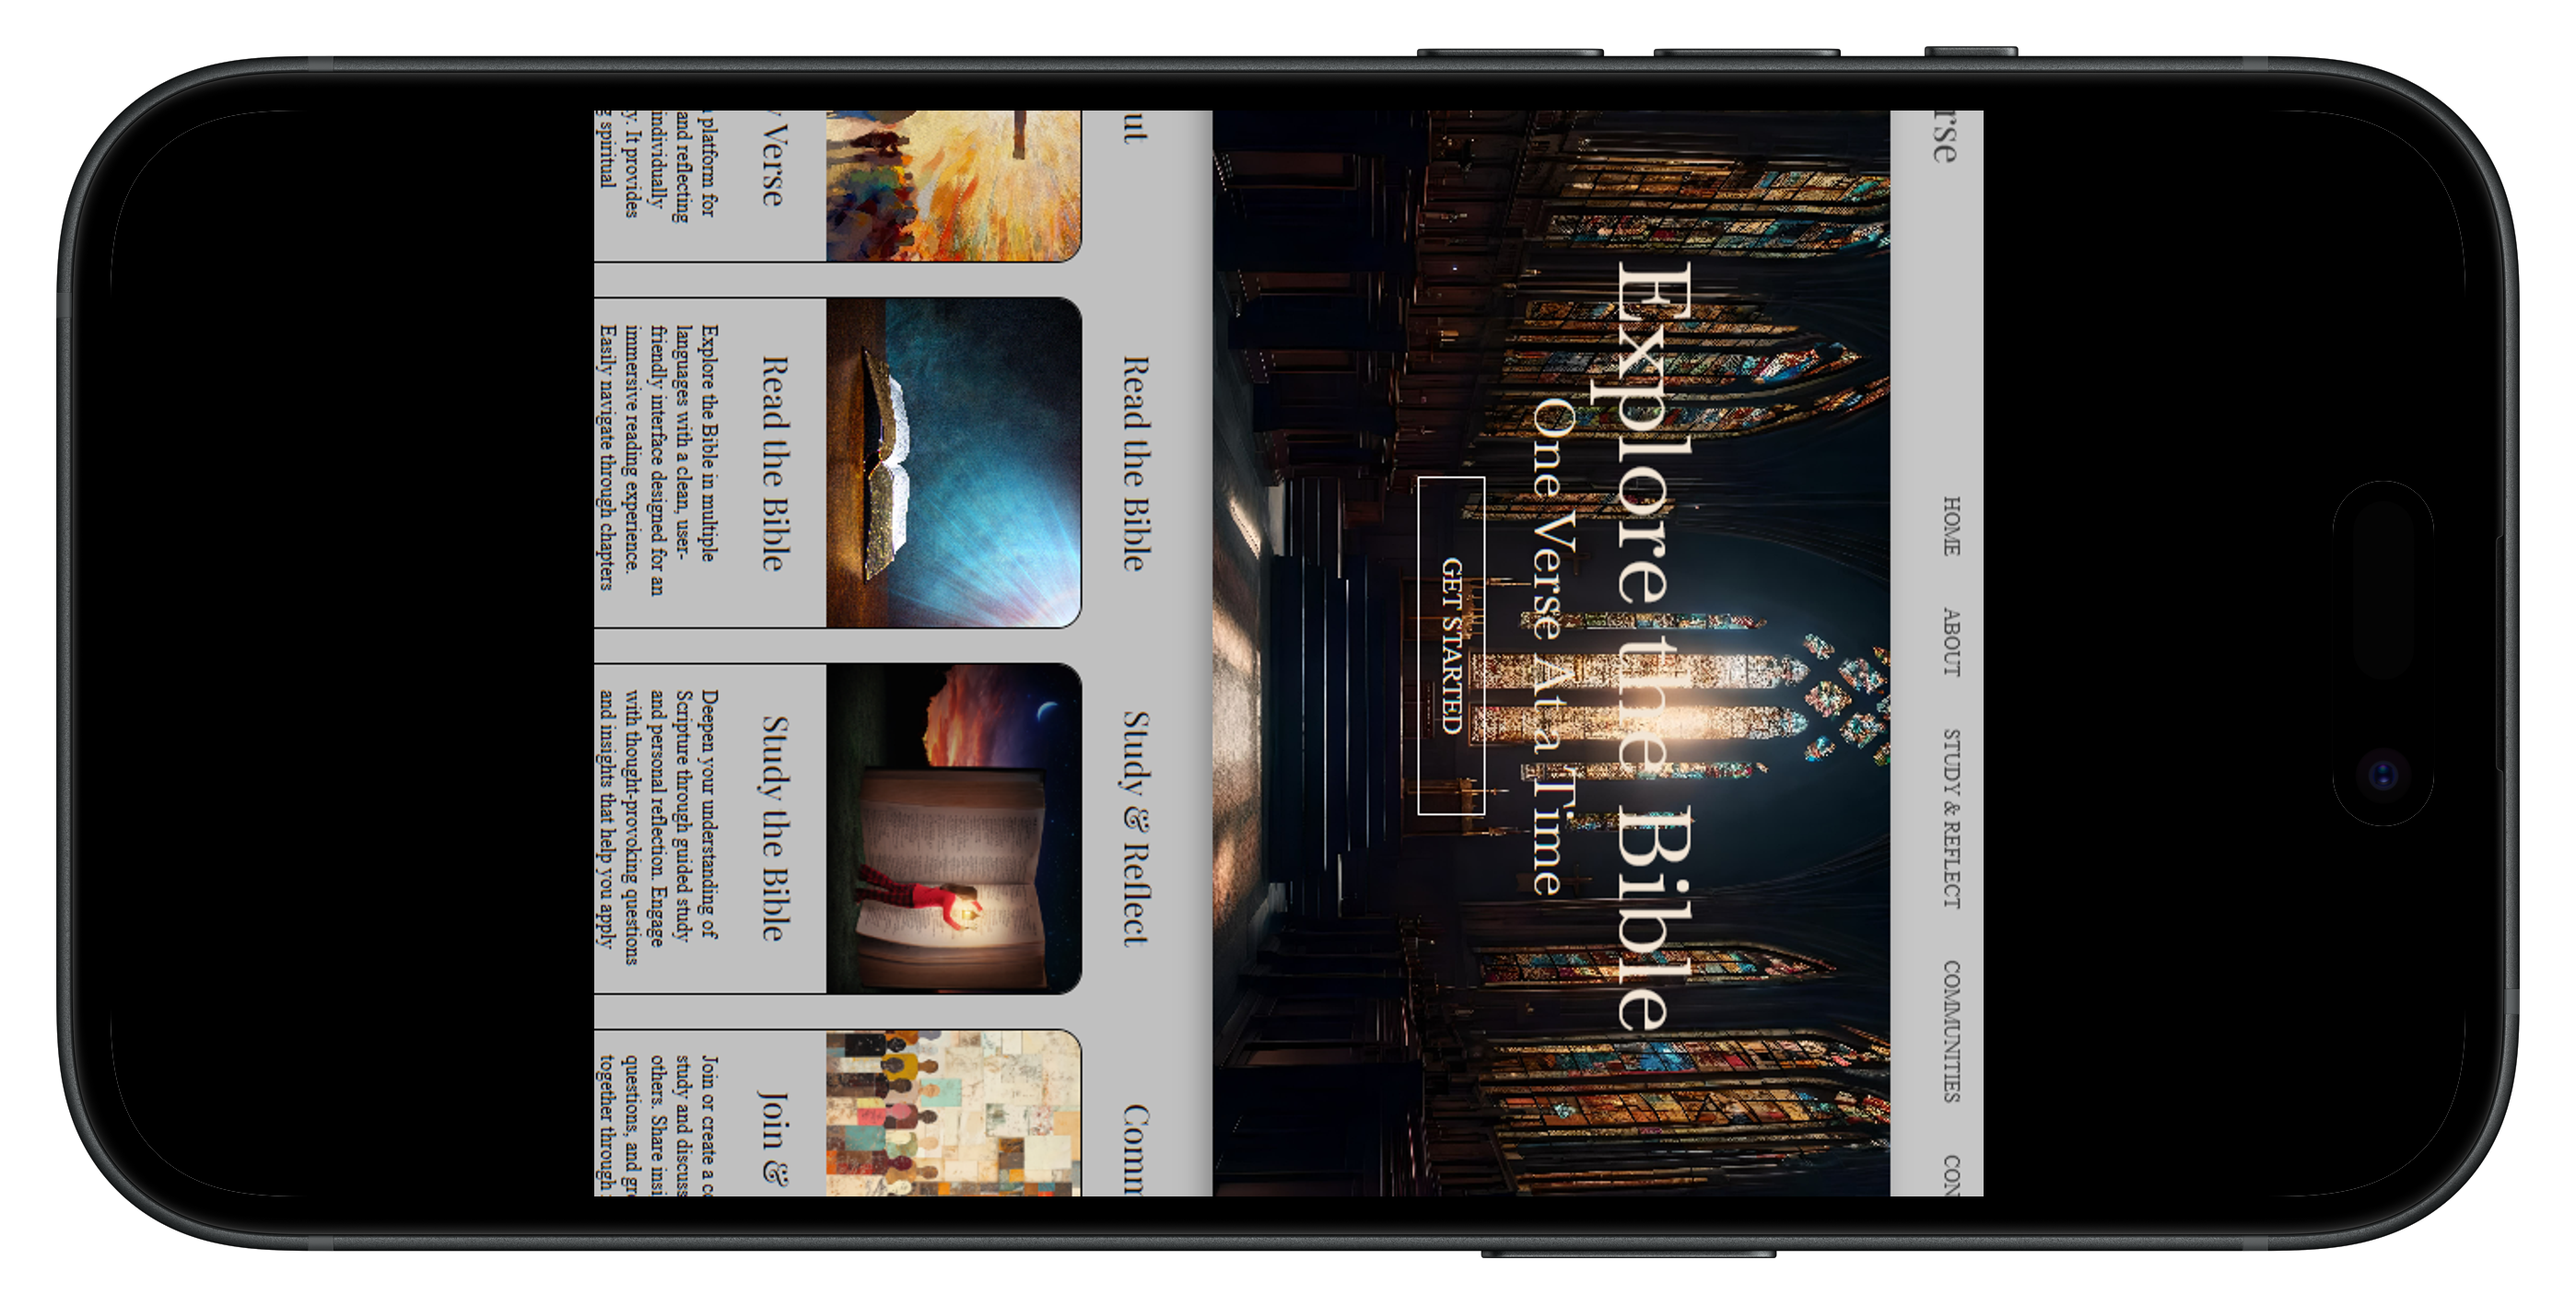 rse
HOME ABOUT STUDY & REFLECT COMMUNITIES CON
Explore the Bible
One Verse At a Time
GET STARTED
ut Read the Bible Study & Reflect Comm
y Verse
platform for
and reflecting
individually
y. It provides
g spiritual
Read the Bible
Explore the Bible in multiple
languages with a clean, user-
friendly interface designed for an
immersive reading experience.
Easily navigate through chapters
Study the Bible
Deepen your understanding of
Scripture through guided study
and personal reflection. Engage
with thought-provoking questions
and insights that help you apply
Join &
Join or create a co
study and discuss
others. Share insi
questions, and gr
together through